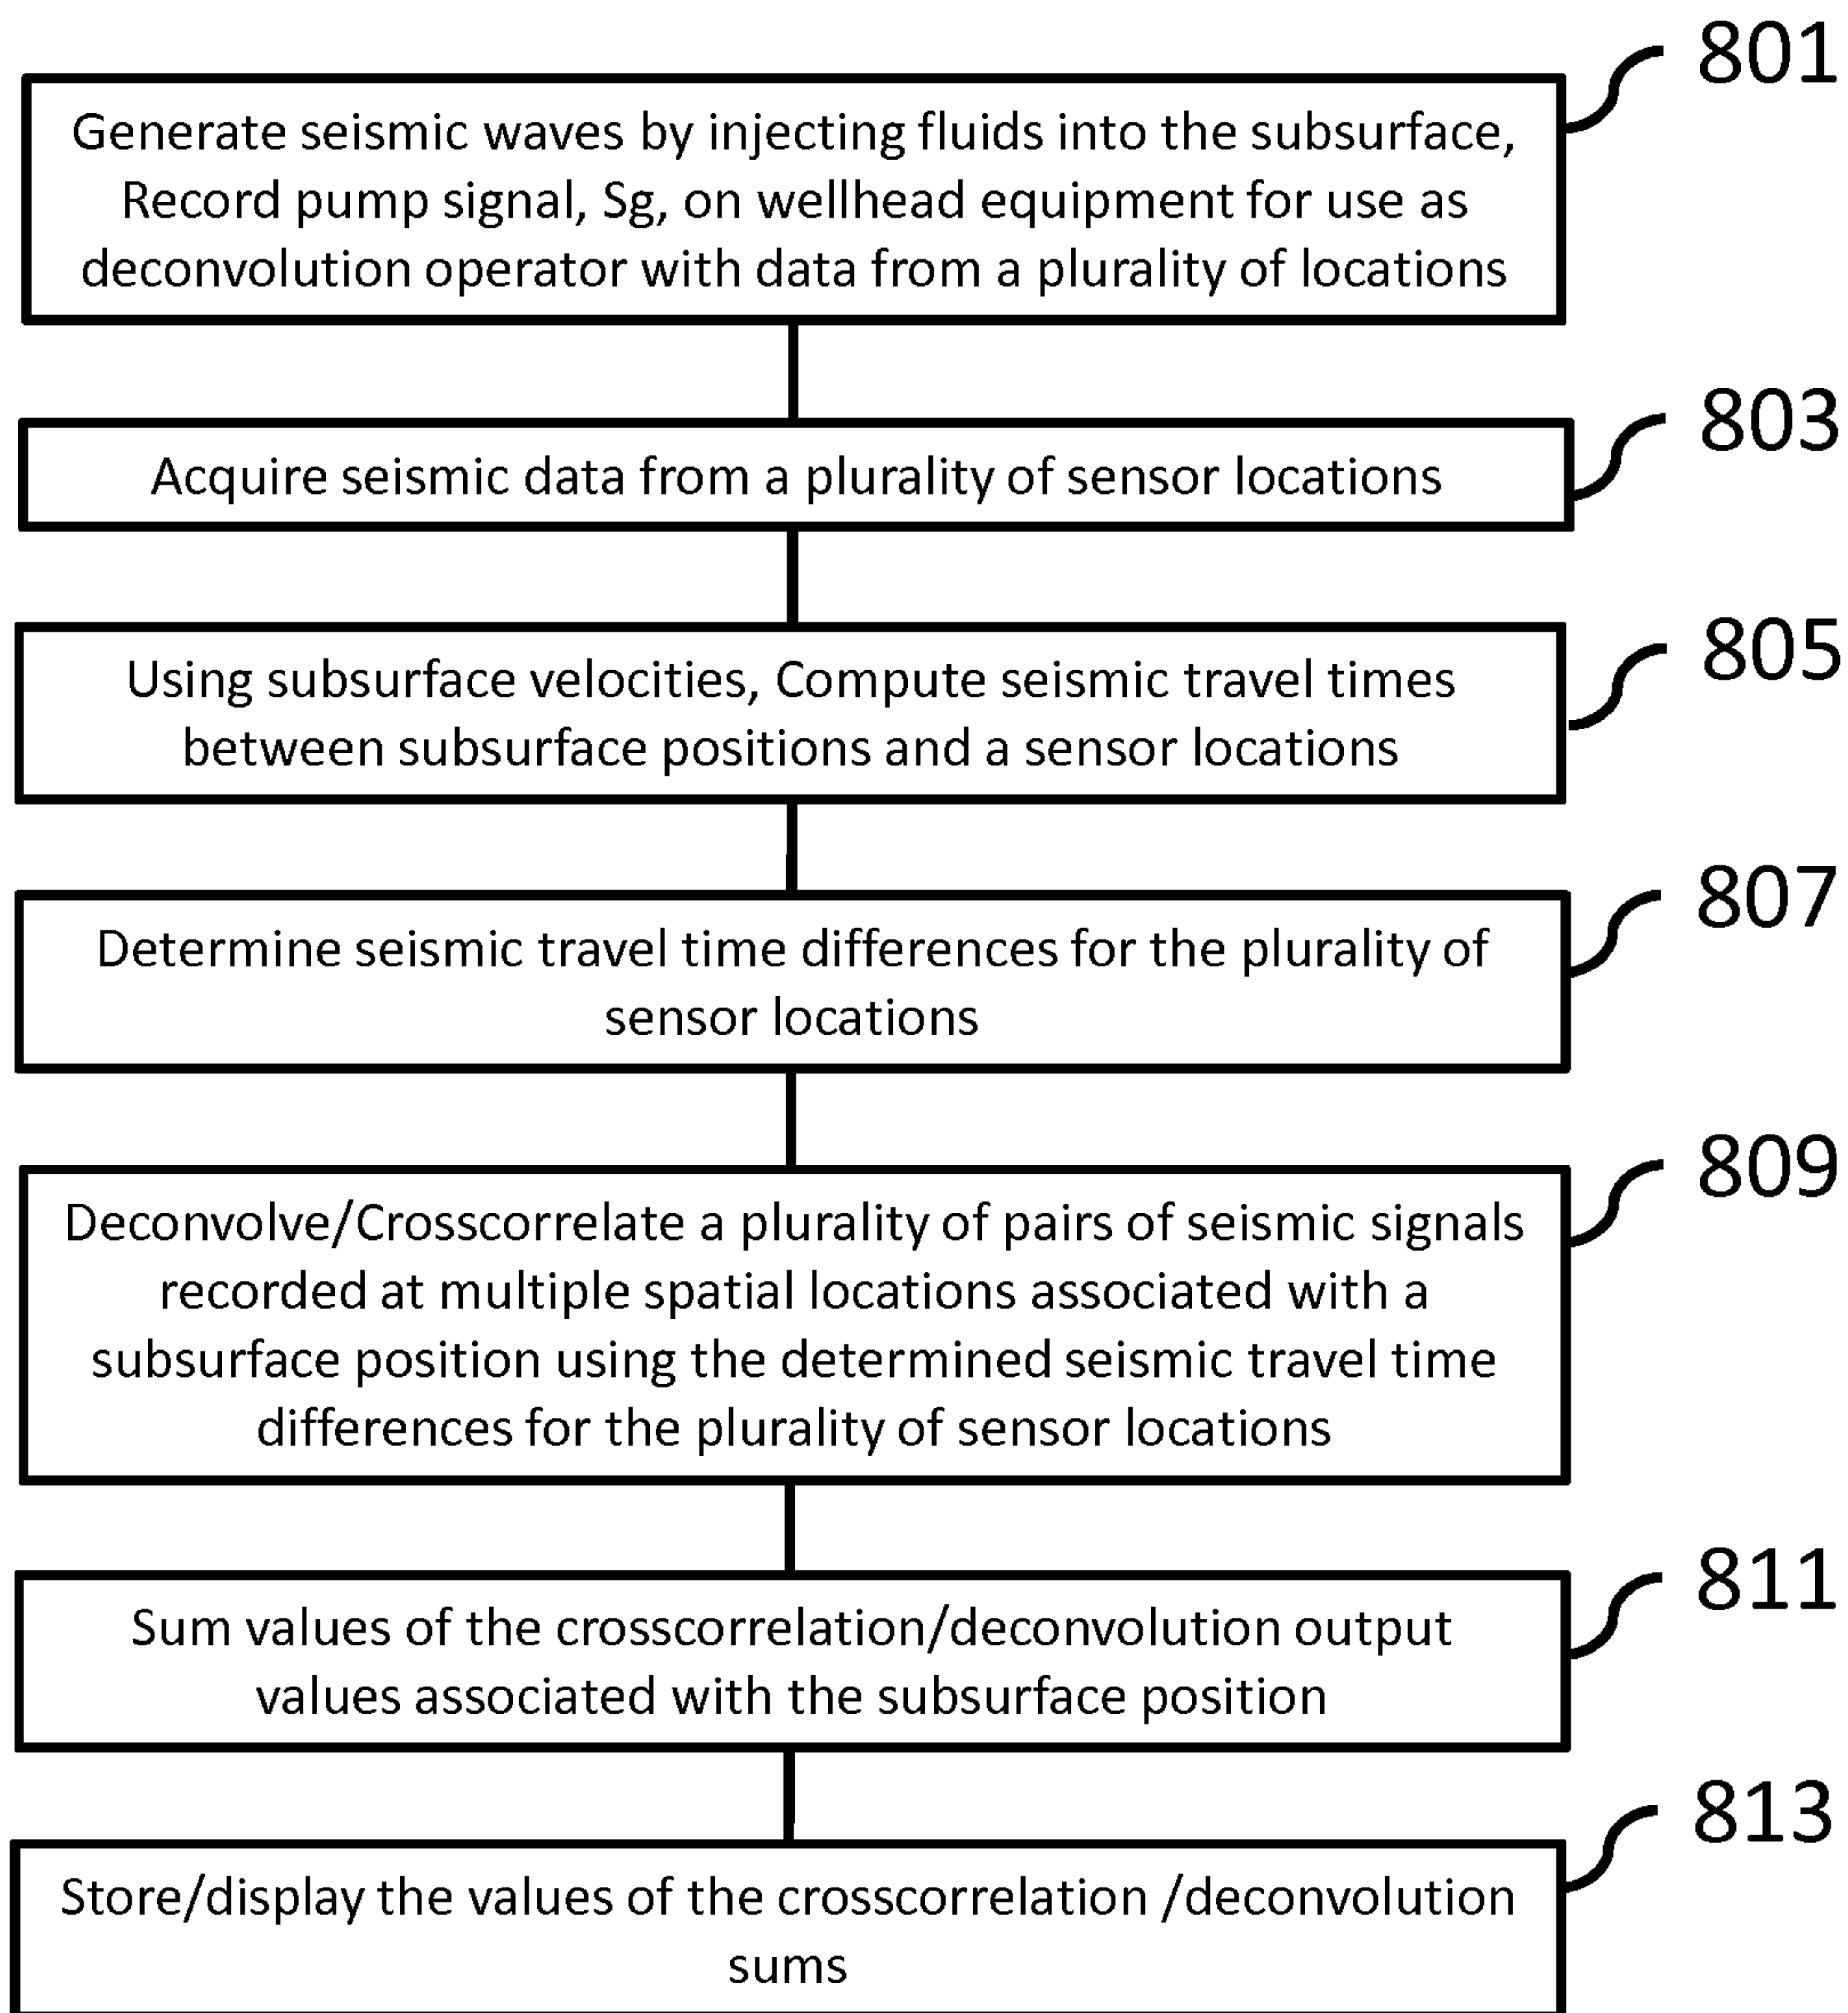 801
Generate seismic waves by injecting fluids into the subsurface,
Record pump signal, Sg, on wellhead equipment for use as
deconvolution operator with data from a plurality of locations
803
Acquire seismic data from a plurality of sensor locations
805
Using subsurface velocities, Compute seismic travel times
between subsurface positions and a sensor locations
807
Determine seismic travel time differences for the plurality of
sensor locations
809
Deconvolve/Crosscorrelate a plurality of pairs of seismic signals
recorded at multiple spatial locations associated with a
subsurface position using the determined seismic travel time
differences for the plurality of sensor locations
811
Sum values of the crosscorrelation/deconvolution output
values associated with the subsurface position
813
Store/display the values of the crosscorrelation /deconvolution
sums